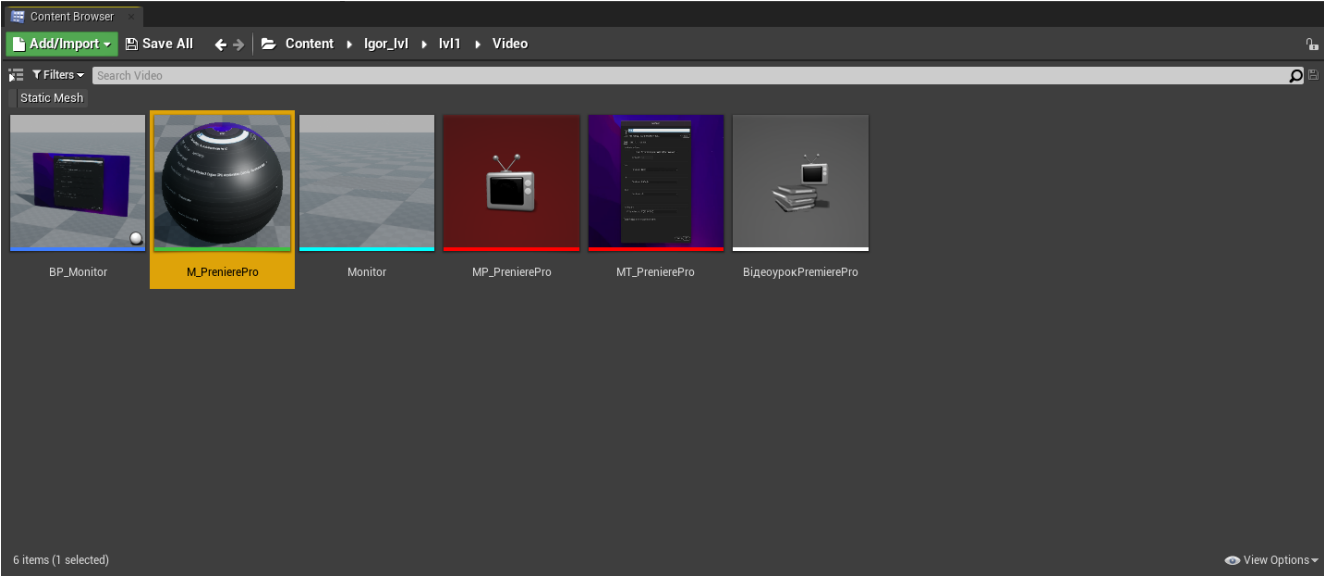 Content Browser
Add/Import Save All Content Igor_lvl lvl1 Video
Filters Search Video
Static Mesh
BP_Monitor M_PrenierePro Monitor MP_PrenierePro MT_PrenierePro ВідеоурокPremierePro
6 items (1 selected) View Options